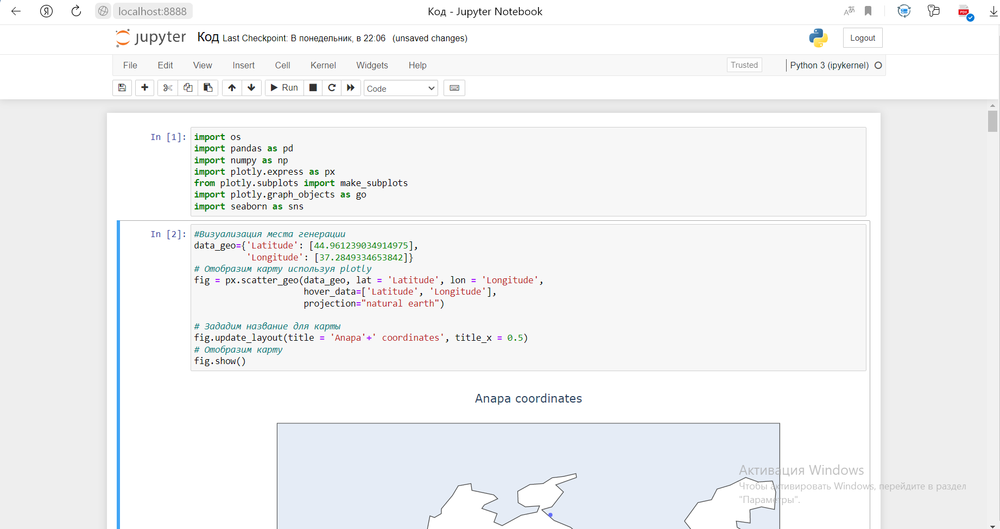 Я
localhost:8888
Код - Jupyter Notebook
PDF
jupyter Код Last Checkpoint: В понедельник, в 22:06 (unsaved changes)
Logout
File Edit View Insert Cell Kernel Widgets Help
Trusted
Python 3 (ipykernel)
Run
Code
In [1]:
import os
import pandas as pd
import numpy as np
import plotly.express as px
from plotly.subplots import make_subplots
import plotly.graph_objects as go
import seaborn as sns
In [2]:
#Визуализация места генерации
data_geo={'Latitude': [44.961239034914975],
'Longitude': [37.2849334653842]}
# Отобразим карту используя plotly
fig = px.scatter_geo(data_geo, lat = 'Latitude', lon = 'Longitude',
hover_data=['Latitude', 'Longitude'],
projection="natural earth")
# Зададим название для карты
fig.update_layout(title = 'Anapa'+' coordinates', title_x = 0.5)
# Отобразим карту
fig.show()
Anapa coordinates
Активация Windows
Чтобы активировать Windows, перейдите в раздел
"Параметры".